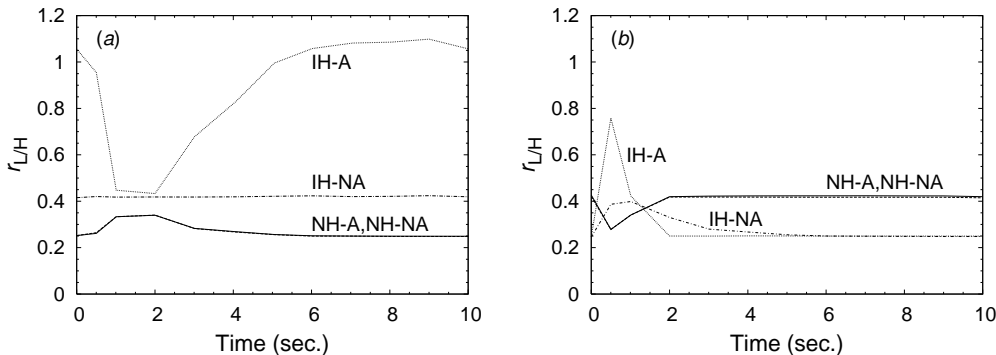 (a)
IH-A
IH-NA
NH-A,NH-NA
r L/H
0
0.2
0.4
0.6
0.8
1
1.2
0 2 4 6 8 10
Time (sec.)
(b)
IH-A
NH-A,NH-NA
IH-NA
r L/H
0
0.2
0.4
0.6
0.8
1
1.2
0 2 4 6 8 10
Time (sec.)